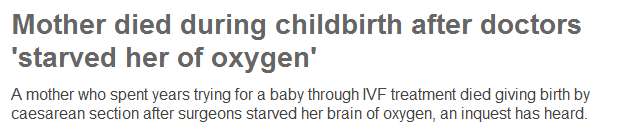 Mother died during childbirth after doctors
'starved her of oxygen'
A mother who spent years trying for a baby through IVF treatment died giving birth by
caesarean section after surgeons starved her brain of oxygen, an inquest has heard.